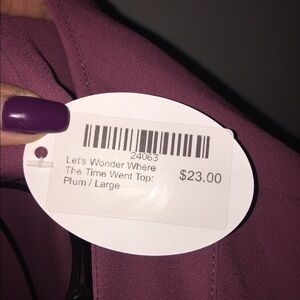 24063
Let's Wonder Where
The Time Went Top:
Plum / Large
$23.00